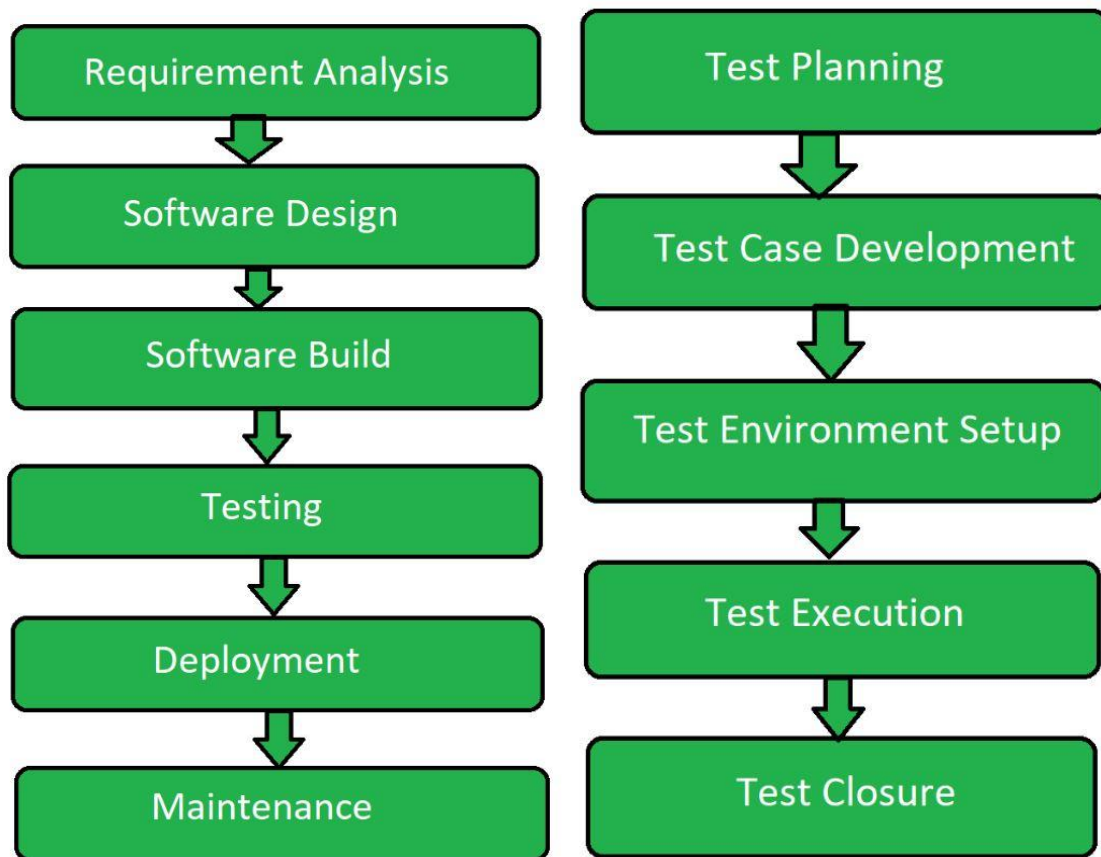 Requirement Analysis
Software Design
Software Build
Testing
Deployment
Maintenance
Test Planning
Test Case Development
Test Environment Setup
Test Execution
Test Closure